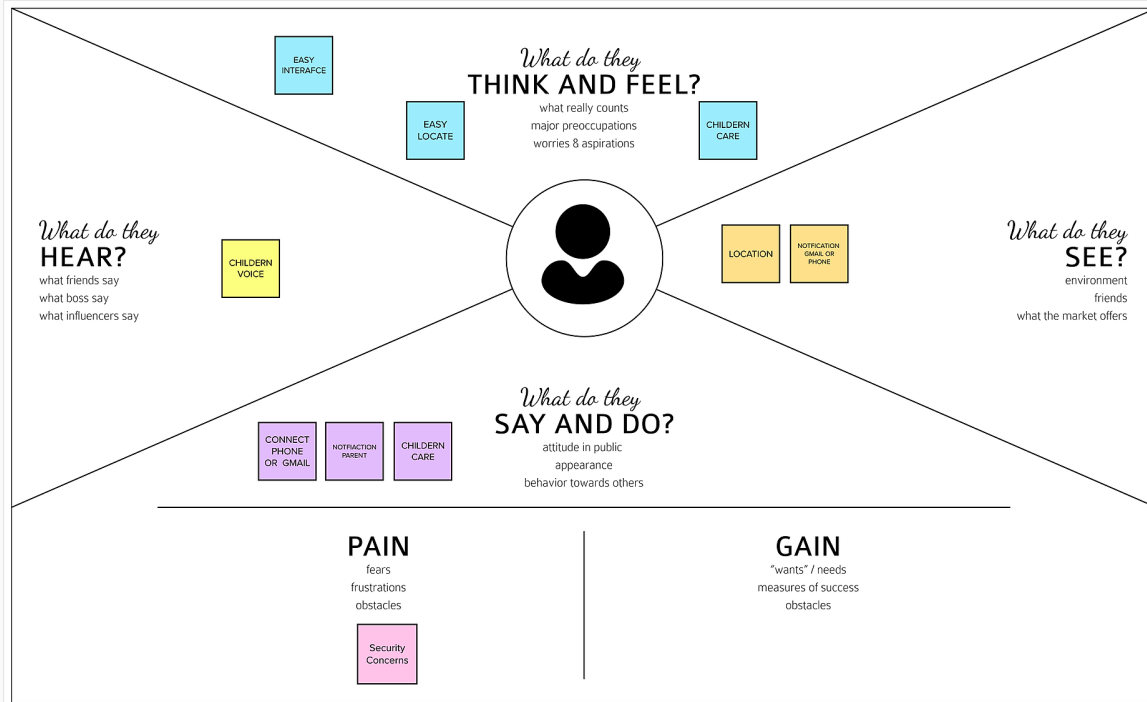 EASY
INTERAFCE
What do they
THINK AND FEEL?
what really counts
major preoccupations
worries & aspirations
EASY
LOCATE
CHILDERN
CARE
What do they
HEAR?
what friends say
what boss say
what influencers say
CHILDERN
VOICE
LOCATION
NOTFICATION
GMAIL OR
PHONE
What do they
SEE?
environment
friends
what the market offers
What do they
SAY AND DO?
attitude in public
appearance
behavior towards others
CONNECT
PHONE
OR GMAIL
NOTFIACTION
PARENT
CHILDERN
CARE
PAIN
fears
frustrations
obstacles
Security
Concerns
GAIN
"wants" / needs
measures of success
obstacles